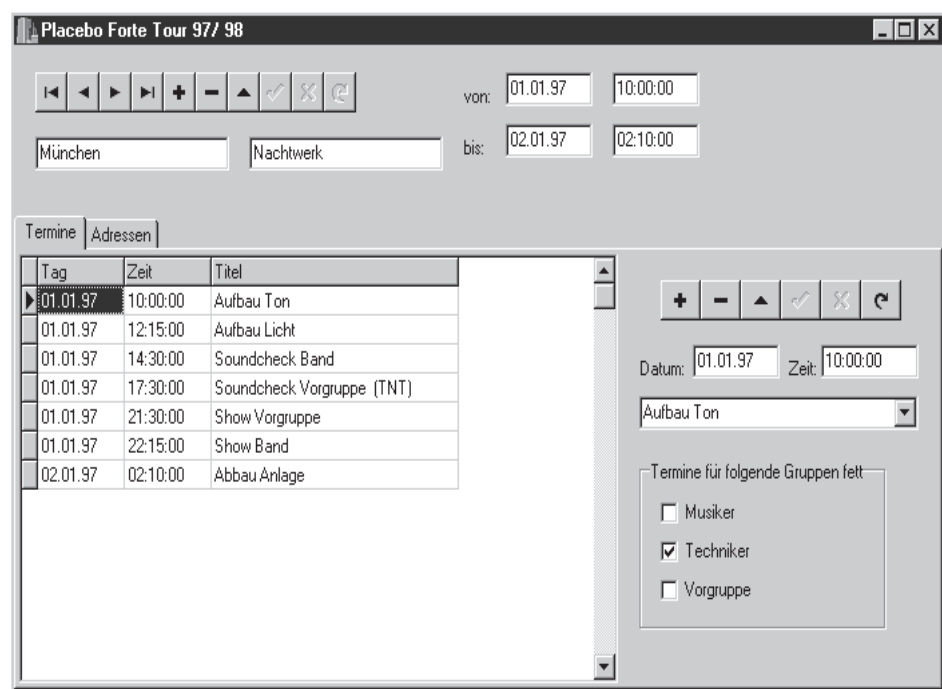 Placebo Forte Tour 97/ 98
von: 01.01.97 10:00:00
München Nachtwerk bis: 02.01.97 02:10:00
Termine Adressen
Tag Zeit Titel
01.01.97 10:00:00 Aufbau Ton
01.01.97 12:15:00 Aufbau Licht
01.01.97 14:30:00 Soundcheck Band
01.01.97 17:30:00 Soundcheck Vorgruppe (TNT)
01.01.97 21:30:00 Show Vorgruppe
01.01.97 22:15:00 Show Band
02.01.97 02:10:00 Abbau Anlage
Datum: 01.01.97 Zeit: 10:00:00
Aufbau Ton
Termine für folgende Gruppen fett
Musiker
Techniker
Vorgruppe